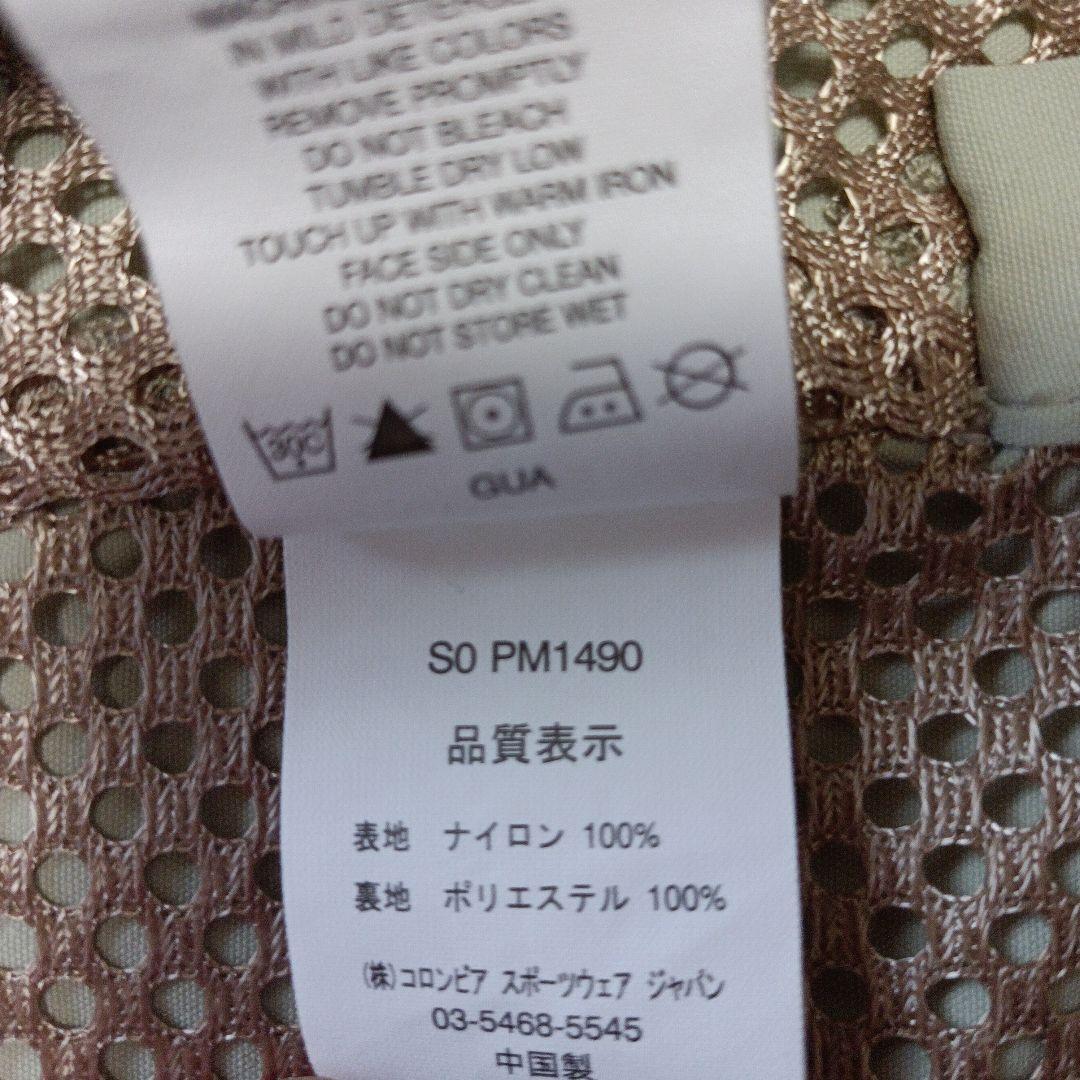 IN MILD DETERGENT
WITH LIKE COLORS
REMOVE PROMPTLY
DO NOT BLEACH
TUMBLE DRY LOW
TOUCH UP WITH WARM IRON
FACE SIDE ONLY
DO NOT DRY CLEAN
DO NOT STORE WET
30C
GUA
S0 PM1490
品質表示
表地 ナイロン 100%
裏地 ポリエステル 100%
(株)コロンビア スポーツウェア ジャパン
03-5468-5545
中国製